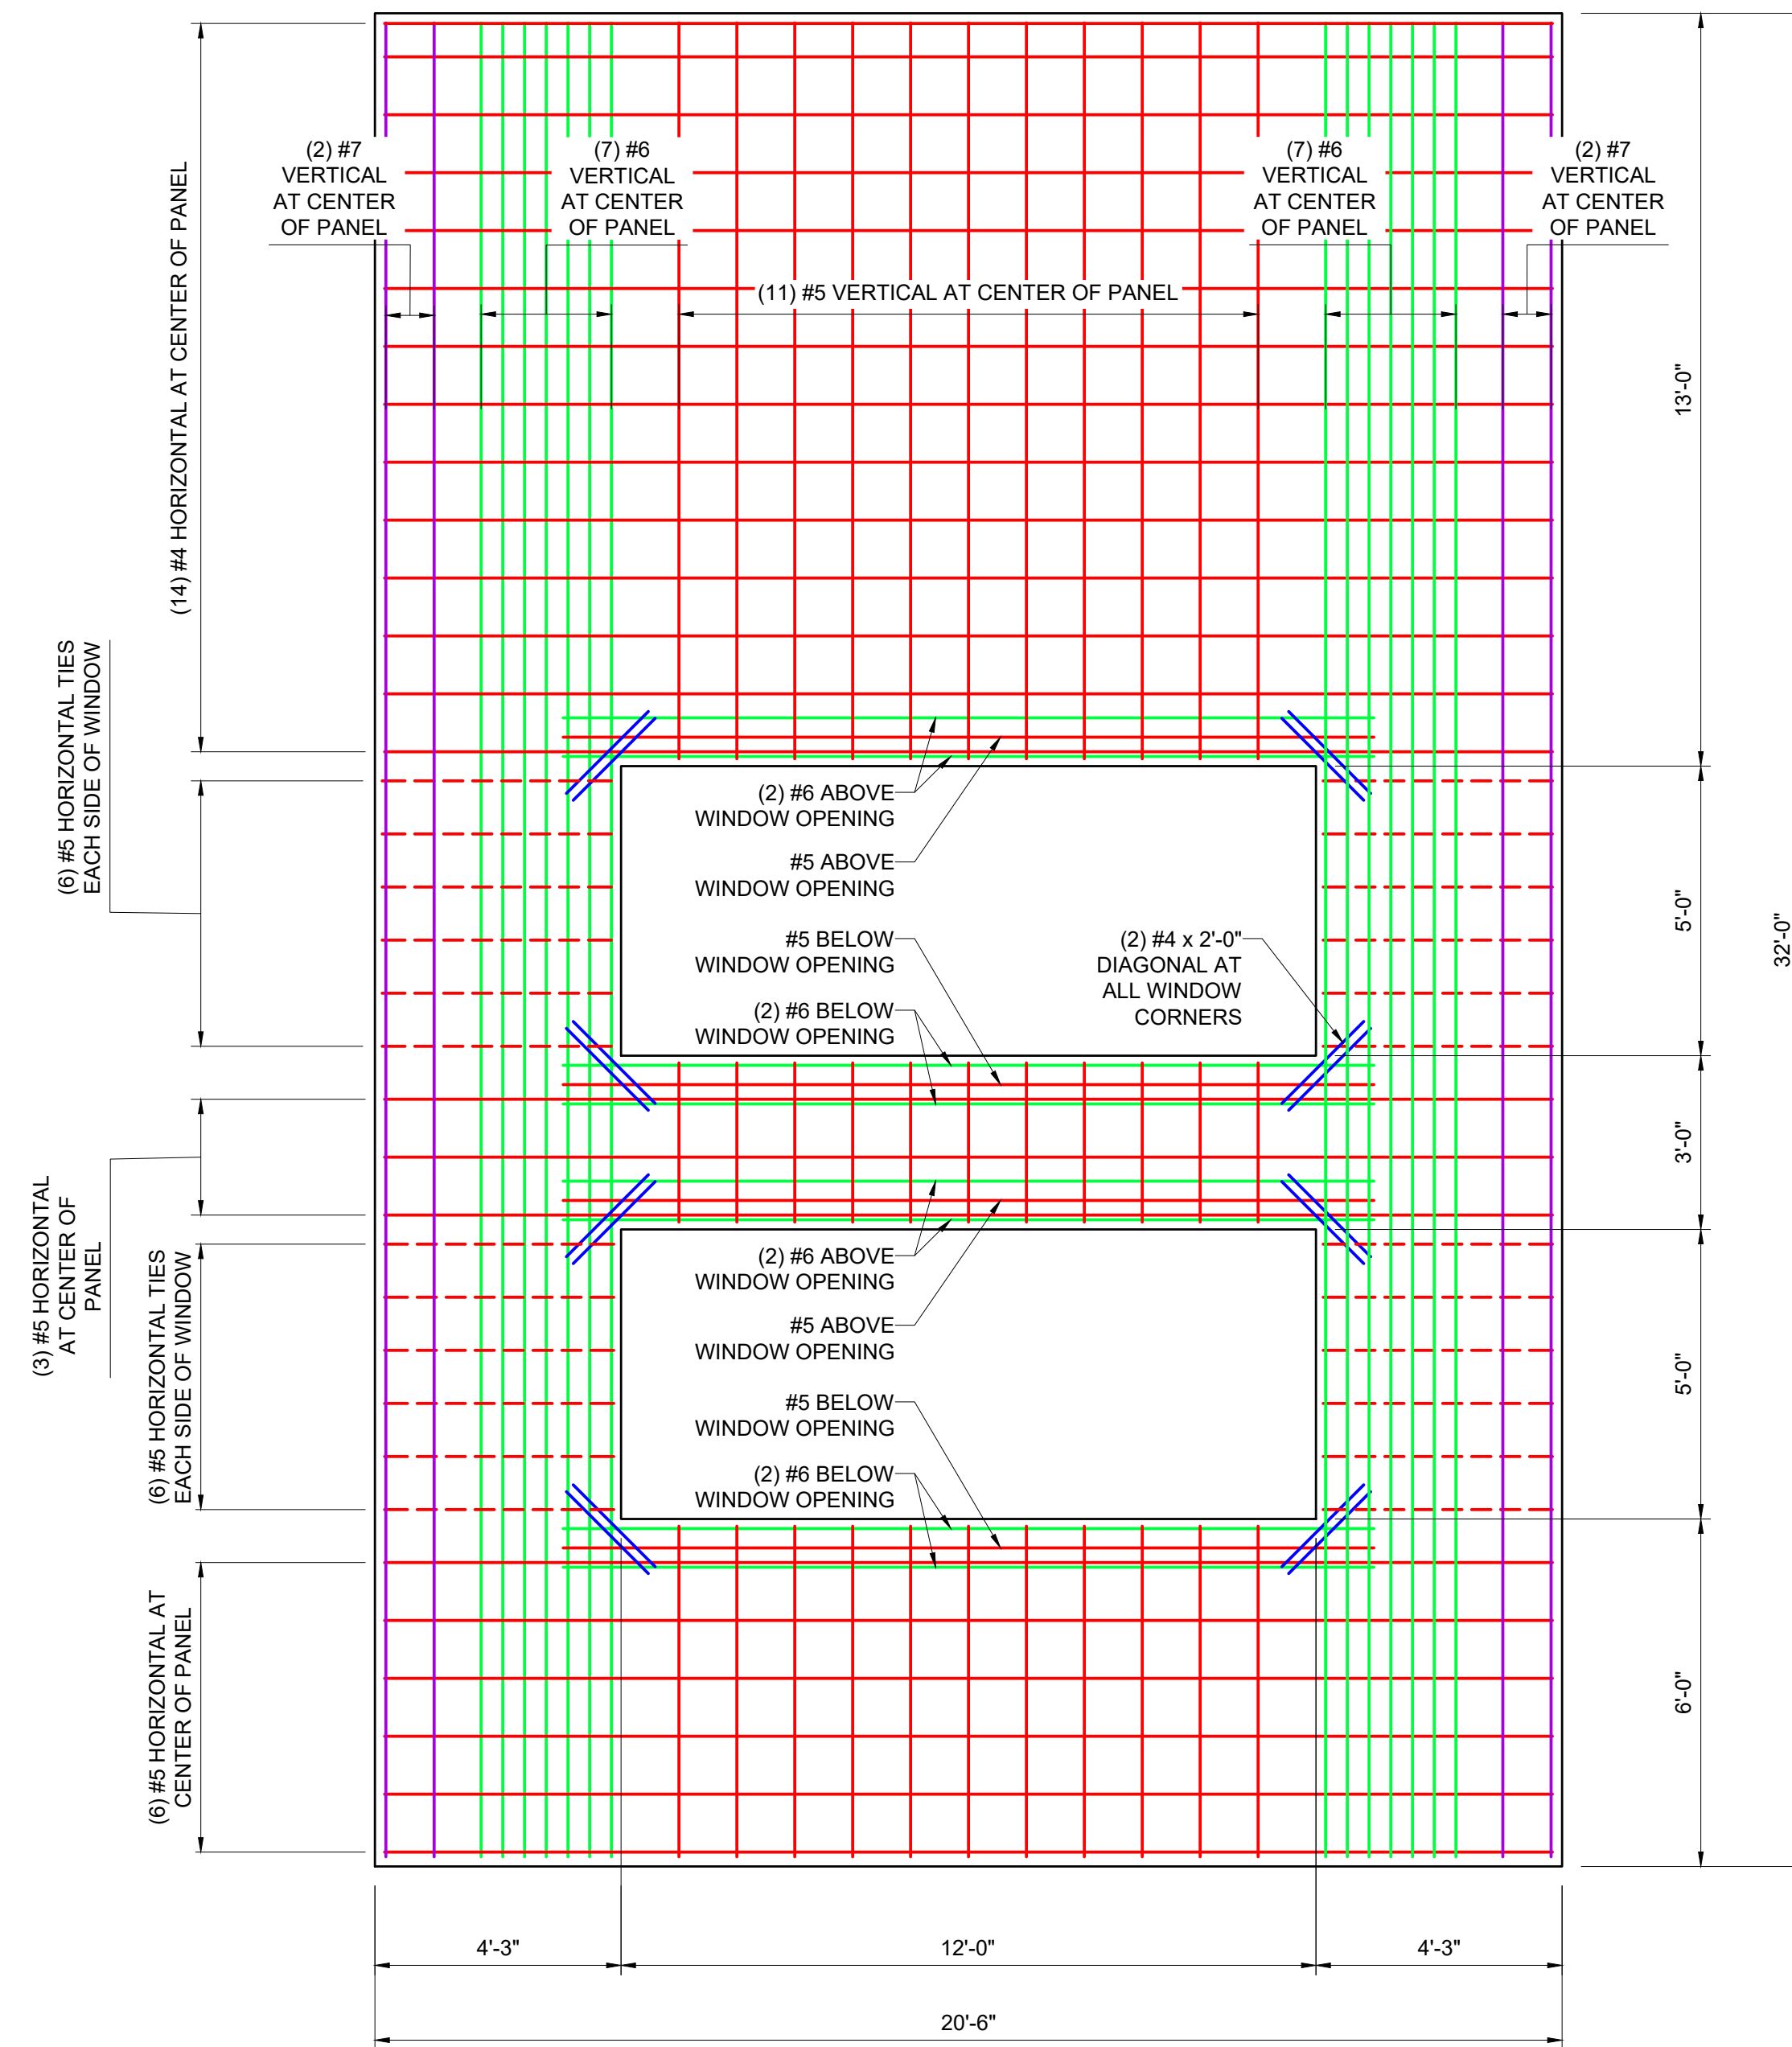 (2) #7
VERTICAL
AT CENTER
OF PANEL
(7) #6
VERTICAL
AT CENTER
OF PANEL
(7) #6
VERTICAL
AT CENTER
OF PANEL
(2) #7
VERTICAL
AT CENTER
OF PANEL
(11) #5 VERTICAL AT CENTER OF PANEL
(14) #4 HORIZONTAL AT CENTER OF PANEL
13'-0"
(6) #5 HORIZONTAL TIES
EACH SIDE OF WINDOW
(2) #6 ABOVE
WINDOW OPENING
#5 ABOVE
WINDOW OPENING
#5 BELOW
WINDOW OPENING
(2) #6 BELOW
WINDOW OPENING
(2) #4 x 2'-0"
DIAGONAL AT
ALL WINDOW
CORNERS
5'-0"
32'-0"
3'-0"
(3) #5 HORIZONTAL
AT CENTER OF
PANEL
(6) #5 HORIZONTAL TIES
EACH SIDE OF WINDOW
(2) #6 ABOVE
WINDOW OPENING
#5 ABOVE
WINDOW OPENING
#5 BELOW
WINDOW OPENING
(2) #6 BELOW
WINDOW OPENING
5'-0"
(6) #5 HORIZONTAL AT
CENTER OF PANEL
6'-0"
4'-3"
12'-0"
4'-3"
20'-6"